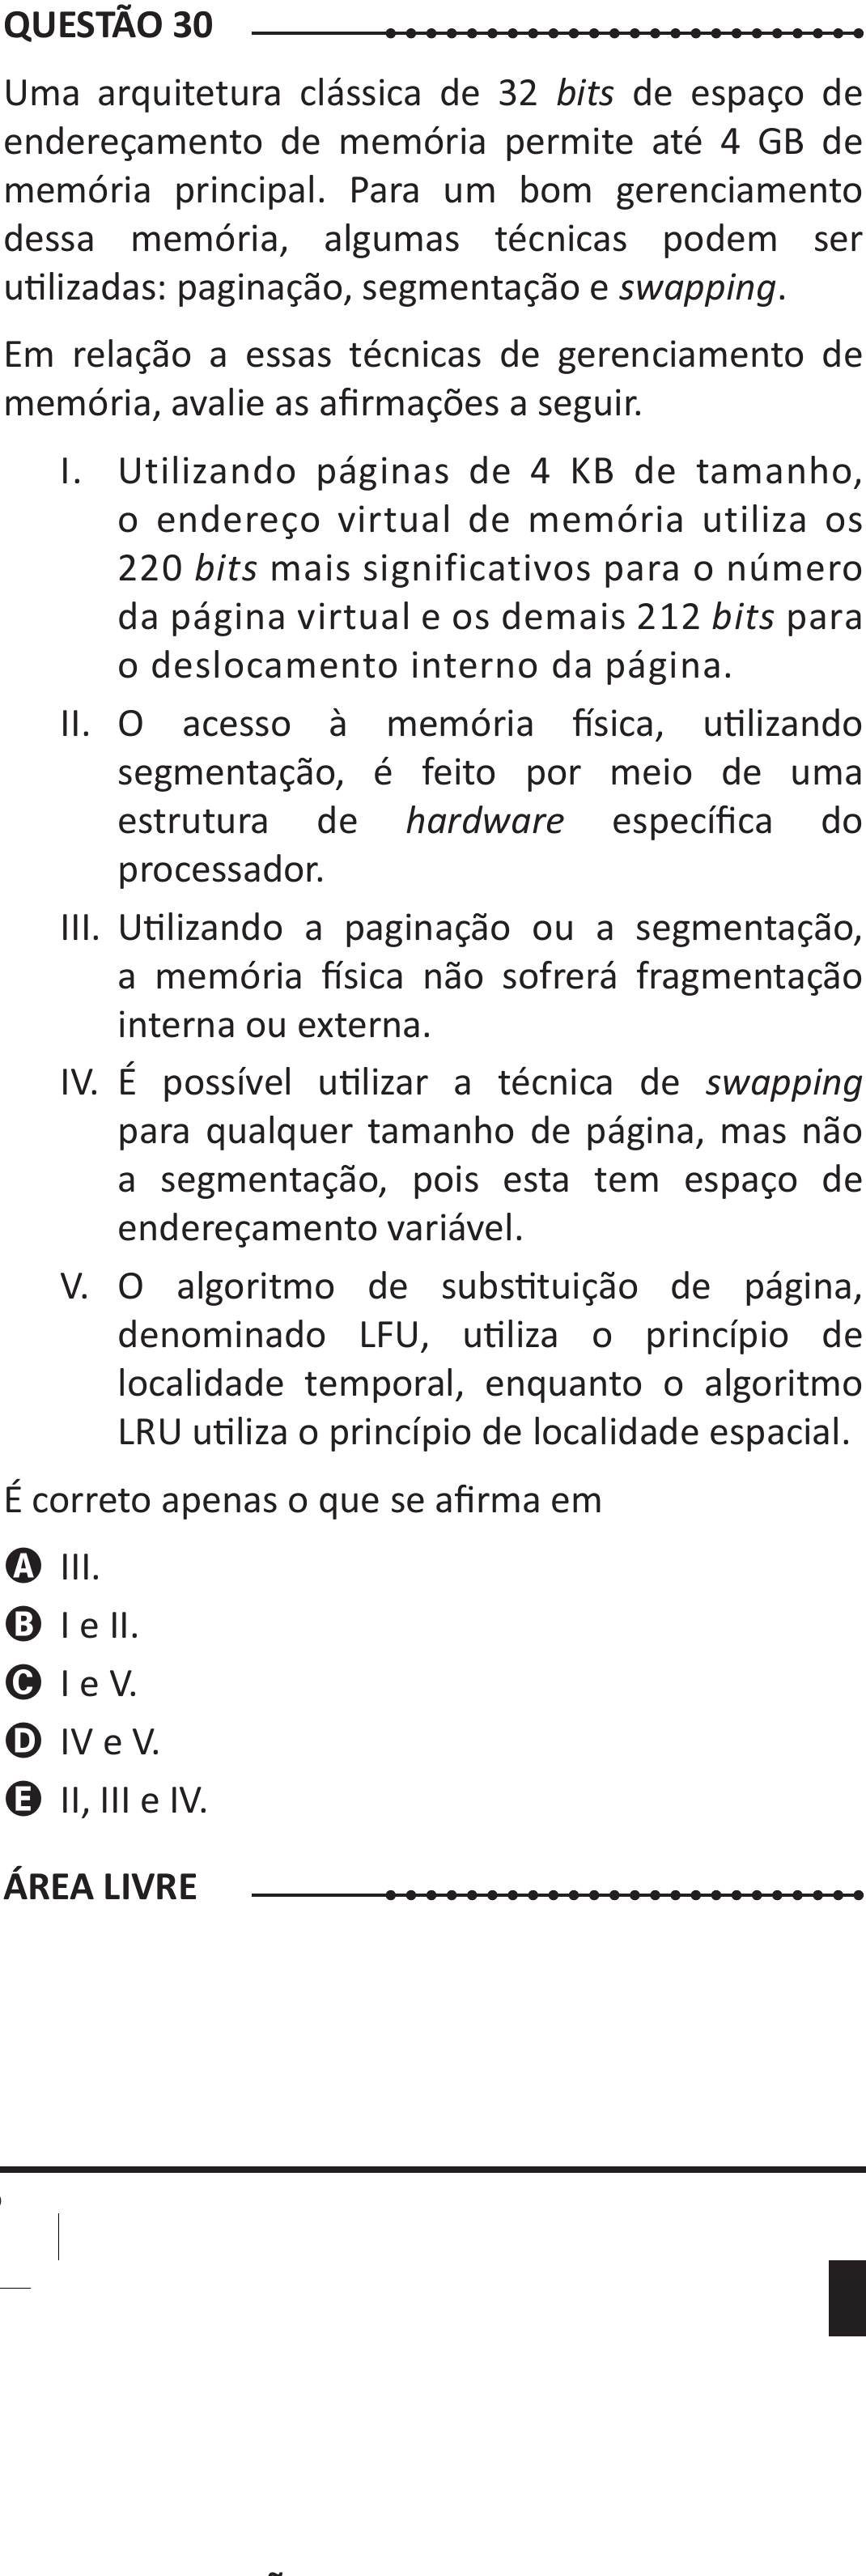 QUESTÃO 30
Uma arquitetura clássica de 32 bits de espaço de
endereçamento de memória permite até 4 GB de
memória principal. Para um bom gerenciamento
dessa memória, algumas técnicas podem ser
utilizadas: paginação, segmentação e swapping.
Em relação a essas técnicas de gerenciamento de
memória, avalie as afirmações a seguir.
I. Utilizando páginas de 4 KB de tamanho,
o endereço virtual de memória utiliza os
220 bits mais significativos para o número
da página virtual e os demais 212 bits para
o deslocamento interno da página.
II. O acesso à memória física, utilizando
segmentação, é feito por meio de uma
estrutura de hardware específica do
processador.
III. Utilizando a paginação ou a segmentação,
a memória física não sofrerá fragmentação
interna ou externa.
IV. É possível utilizar a técnica de swapping
para qualquer tamanho de página, mas não
a segmentação, pois esta tem espaço de
endereçamento variável.
V. O algoritmo de substituição de página,
denominado LFU, utiliza o princípio de
localidade temporal, enquanto o algoritmo
LRU utiliza o princípio de localidade espacial.
É correto apenas o que se afirma em
A III.
B I e II.
C I e V.
D IV e V.
E II, III e IV.
ÁREA LIVRE